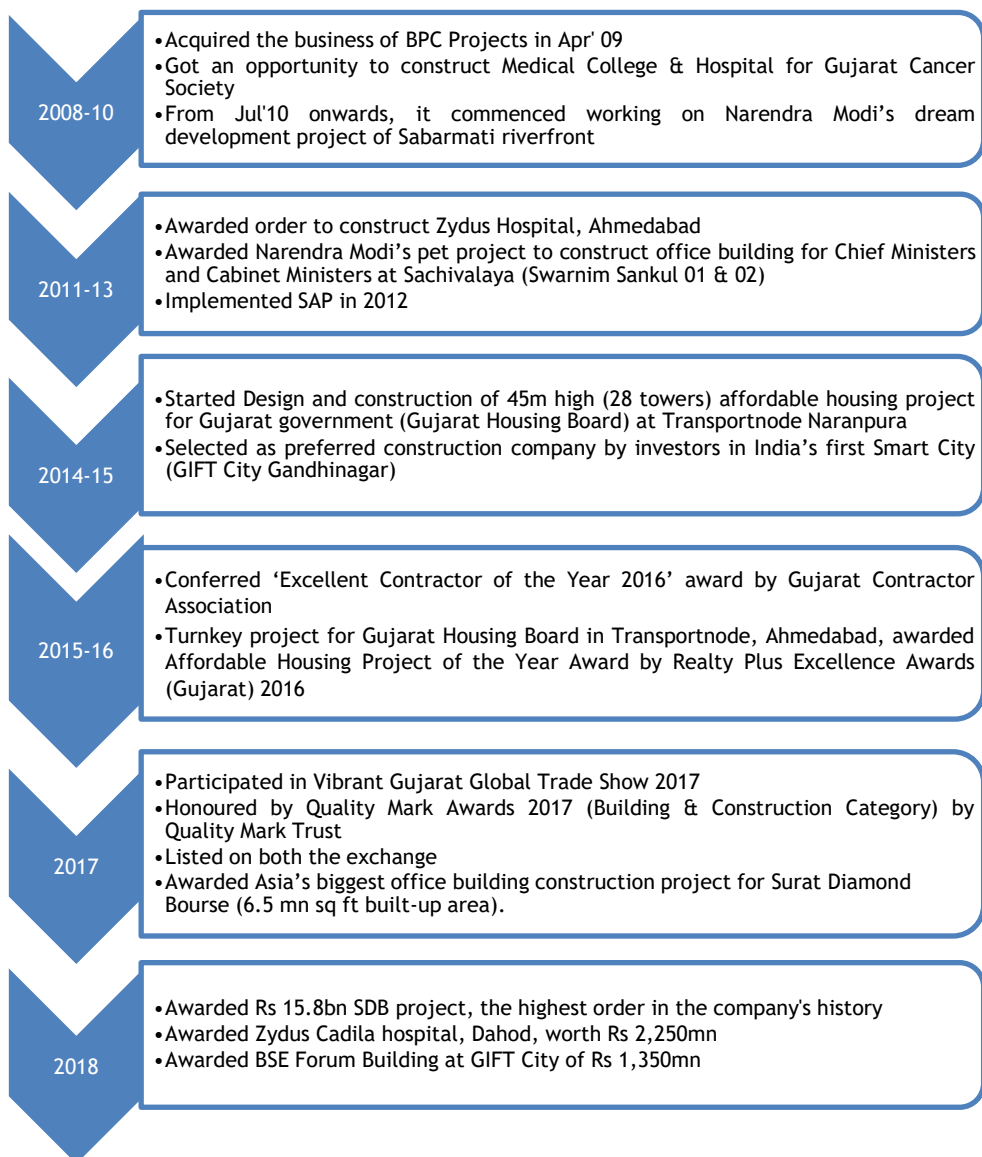 2008-10
•Acquired the business of BPC Projects in Apr' 09
•Got an opportunity to construct Medical College & Hospital for Gujarat Cancer
Society
•From Jul'10 onwards, it commenced working on Narendra Modi’s dream
development project of Sabarmati riverfront
2011-13
•Awarded order to construct Zydus Hospital, Ahmedabad
•Awarded Narendra Modi’s pet project to construct office building for Chief Ministers
and Cabinet Ministers at Sachivalaya (Swarnim Sankul 01 & 02)
•Implemented SAP in 2012
2014-15
•Started Design and construction of 45m high (28 towers) affordable housing project
for Gujarat government (Gujarat Housing Board) at Transportnode Naranpura
•Selected as preferred construction company by investors in India’s first Smart City
(GIFT City Gandhinagar)
2015-16
•Conferred ‘Excellent Contractor of the Year 2016’ award by Gujarat Contractor
Association
•Turnkey project for Gujarat Housing Board in Transportnode, Ahmedabad, awarded
Affordable Housing Project of the Year Award by Realty Plus Excellence Awards
(Gujarat) 2016
2017
•Participated in Vibrant Gujarat Global Trade Show 2017
•Honoured by Quality Mark Awards 2017 (Building & Construction Category) by
Quality Mark Trust
•Listed on both the exchange
•Awarded Asia’s biggest office building construction project for Surat Diamond
Bourse (6.5 mn sq ft built-up area).
2018
•Awarded Rs 15.8bn SDB project, the highest order in the company's history
•Awarded Zydus Cadila hospital, Dahod, worth Rs 2,250mn
•Awarded BSE Forum Building at GIFT City of Rs 1,350mn